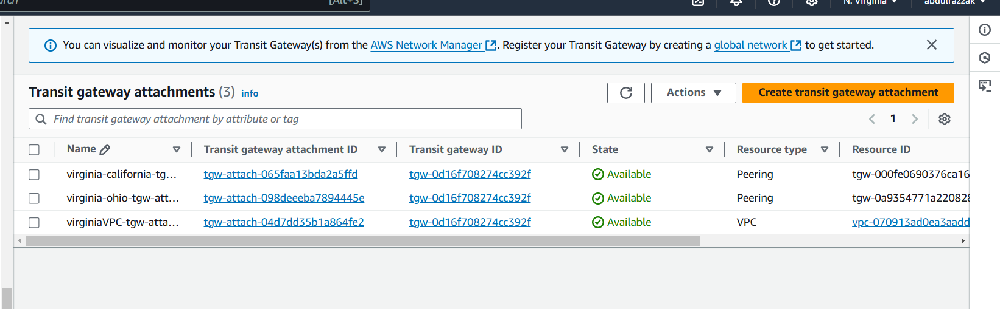 [Alt+S]
N. Virginia
abdulrazzak
You can visualize and monitor your Transit Gateway(s) from the AWS Network Manager. Register your Transit Gateway by creating a global network to get started.
Transit gateway attachments (3) info
Actions
Create transit gateway attachment
Find transit gateway attachment by attribute or tag
1
Name Transit gateway attachment ID Transit gateway ID State Resource type Resource ID
virginia-california-tg... tgw-attach-065faa13bda2a5ffd tgw-0d16f708274cc392f Available Peering tgw-000fe0690376ca16
virginia-ohio-tgw-att... tgw-attach-098deeeba7894445e tgw-0d16f708274cc392f Available Peering tgw-0a9354771a220828
virginiaVPC-tgw-atta... tgw-attach-04d7dd35b1a864fe2 tgw-0d16f708274cc392f Available VPC vpc-070913ad0ea3aadd